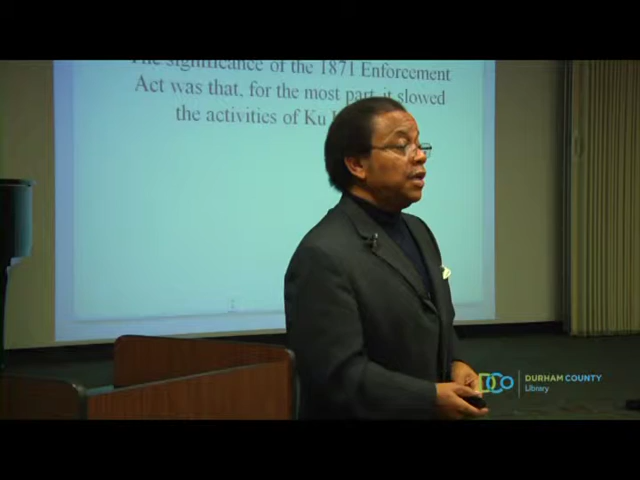 The significance of the 1871 Enforcement
Act was that, for the most part it slowed
the activities of Ku
DCo DURHAM COUNTY
Library